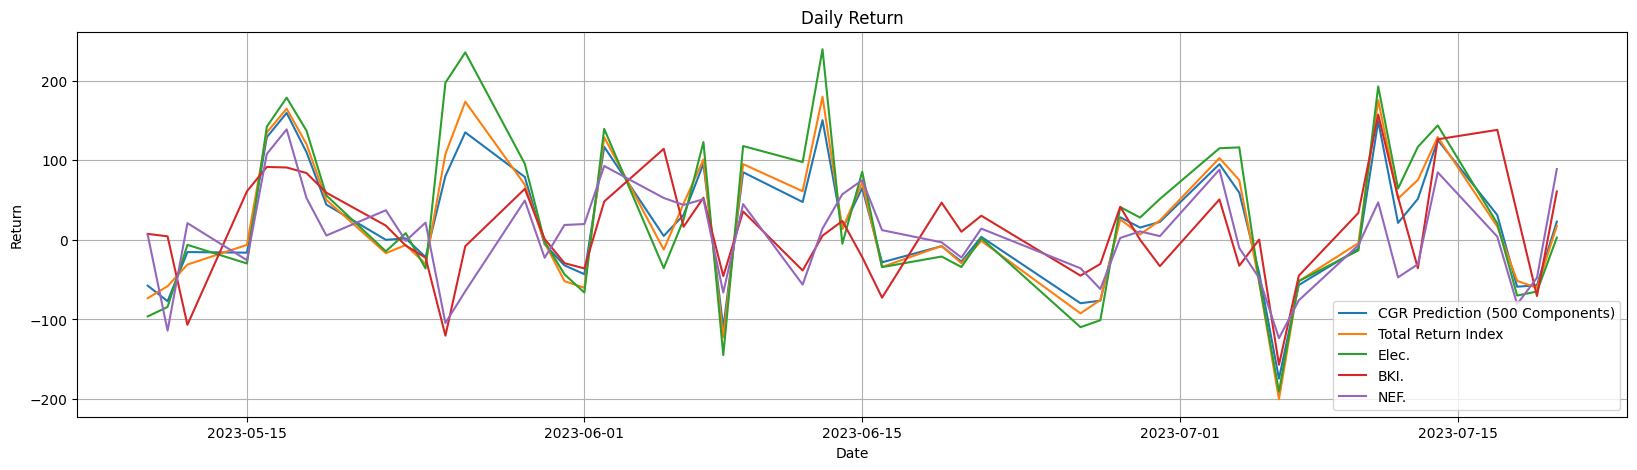 Daily Return
Return
200
100
0
−100
−200
2023-05-15
2023-06-01
2023-06-15
2023-07-01
2023-07-15
Date
CGR Prediction (500 Components)
Total Return Index
Elec.
BKI.
NEF.